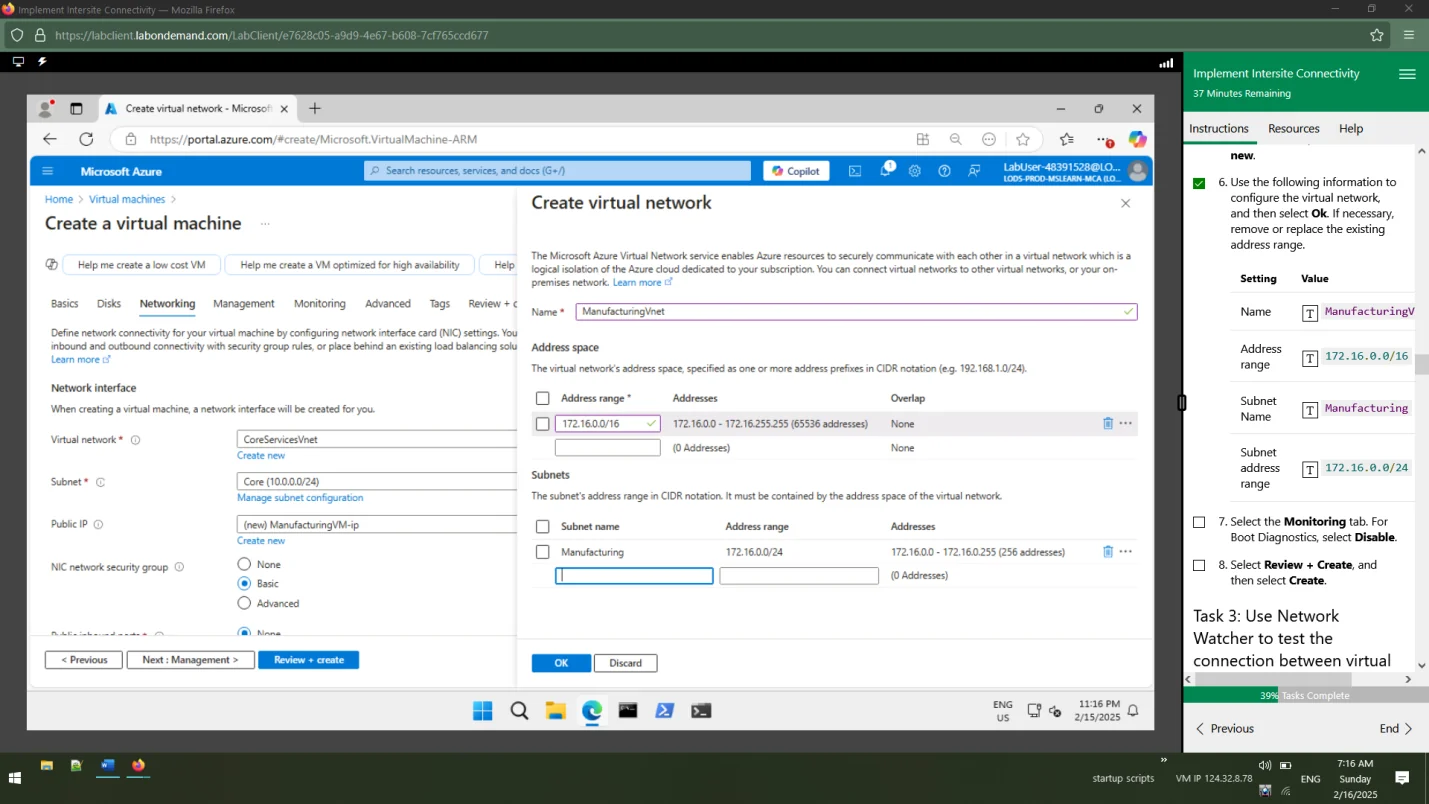 Implement Intersite Connectivity — Mozilla Firefox
https://labclient.labondemand.com/LabClient/e7628c05-a9d9-4e67-b608-7cf765ccd677
Create virtual network - Microsoft
https://portal.azure.com/#create/Microsoft.VirtualMachine-ARM
Microsoft Azure
Search resources, services, and docs (G+/)
Copilot
1
LabUser-48391528@LO...
LODS-PROD-MSLEARN-MCA (LO...
Home > Virtual machines >
Create a virtual machine ...
Help me create a low cost VM
Help me create a VM optimized for high availability
Help
Basics Disks Networking Management Monitoring Advanced Tags Review + c
Define network connectivity for your virtual machine by configuring network interface card (NIC) settings. You
inbound and outbound connectivity with security group rules, or place behind an existing load balancing solu
Learn more
Network interface
When creating a virtual machine, a network interface will be created for you.
Virtual network *
CoreServicesVnet
Create new
Subnet *
Core (10.0.0.0/24)
Manage subnet configuration
Public IP
(new) ManufacturingVM-ip
Create new
NIC network security group
None
Basic
Advanced
Public inbound ports *
None
< Previous
Next : Management >
Review + create
Create virtual network
The Microsoft Azure Virtual Network service enables Azure resources to securely communicate with each other in a virtual network which is a
logical isolation of the Azure cloud dedicated to your subscription. You can connect virtual networks to other virtual networks, or your on-
premises network. Learn more
Name * ManufacturingVnet
Address space
The virtual network's address space, specified as one or more address prefixes in CIDR notation (e.g. 192.168.1.0/24).
Address range * Addresses Overlap
172.16.0.0/16 172.16.0.0 - 172.16.255.255 (65536 addresses) None
(0 Addresses) None
Subnets
The subnet's address range in CIDR notation. It must be contained by the address space of the virtual network.
Subnet name Address range Addresses
Manufacturing 172.16.0.0/24 172.16.0.0 - 172.16.0.255 (256 addresses)
(0 Addresses)
OK
Discard
ENG
US
11:16 PM
2/15/2025
Implement Intersite Connectivity
37 Minutes Remaining
Instructions Resources Help
new.
6. Use the following information to
configure the virtual network,
and then select Ok. If necessary,
remove or replace the existing
address range.
Setting Value
Name T ManufacturingV
Address
range
T 172.16.0.0/16
Subnet
Name
T Manufacturing
Subnet
address
range
T 172.16.0.0/24
7. Select the Monitoring tab. For
Boot Diagnostics, select Disable.
8. Select Review + Create, and
then select Create.
Task 3: Use Network
Watcher to test the
connection between virtual
39% Tasks Complete
Previous
End
startup scripts
VM IP 124.32.8.78
ENG
7:16 AM
Sunday
2/16/2025